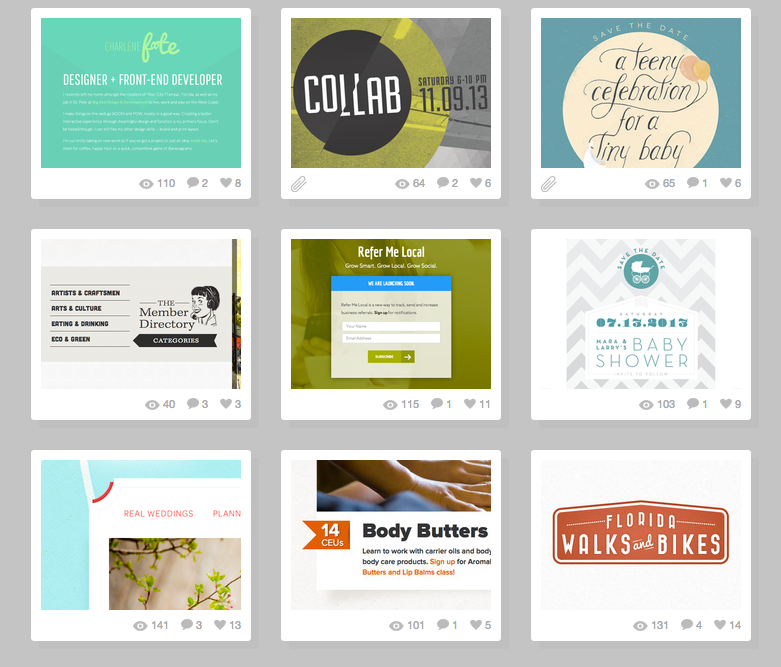 CHARLENE foote
DESIGNER + FRONT-END DEVELOPER
110 2 8
COLLAB
SATURDAY 6-10 PM
11.09.13
64 2 6
SAVE THE DATE
a teeny
celebration
for a
Tiny baby
65 1 6
ARTISTS & CRAFTSMEN
ARTS & CULTURE
EATING & DRINKING
ECO & GREEN
THE
Member
Directory
CATEGORIES
40 3 3
Refer Me Local
Grow Smart. Grow Local. Grow Social.
WE ARE LAUNCHING SOON.
Refer Me Local is a new way to track, send and increase
business referrals. Sign up for notifications.
Your Name
Email Address
SUBSCRIBE
115 1 11
SAVE THE DATE
SATURDAY
07.13.2013
MARA &
LARRY'S
BABY
SHOWER
INVITE TO FOLLOW
103 1 9
REAL WEDDINGS PLANN
141 3 13
14
CEUs
Body Butters
Learn to work with carrier oils and body
body care products. Sign up for Aromat
Butters and Lip Balms class!
101 1 5
FLORIDA
WALKS and BIKES
131 4 14